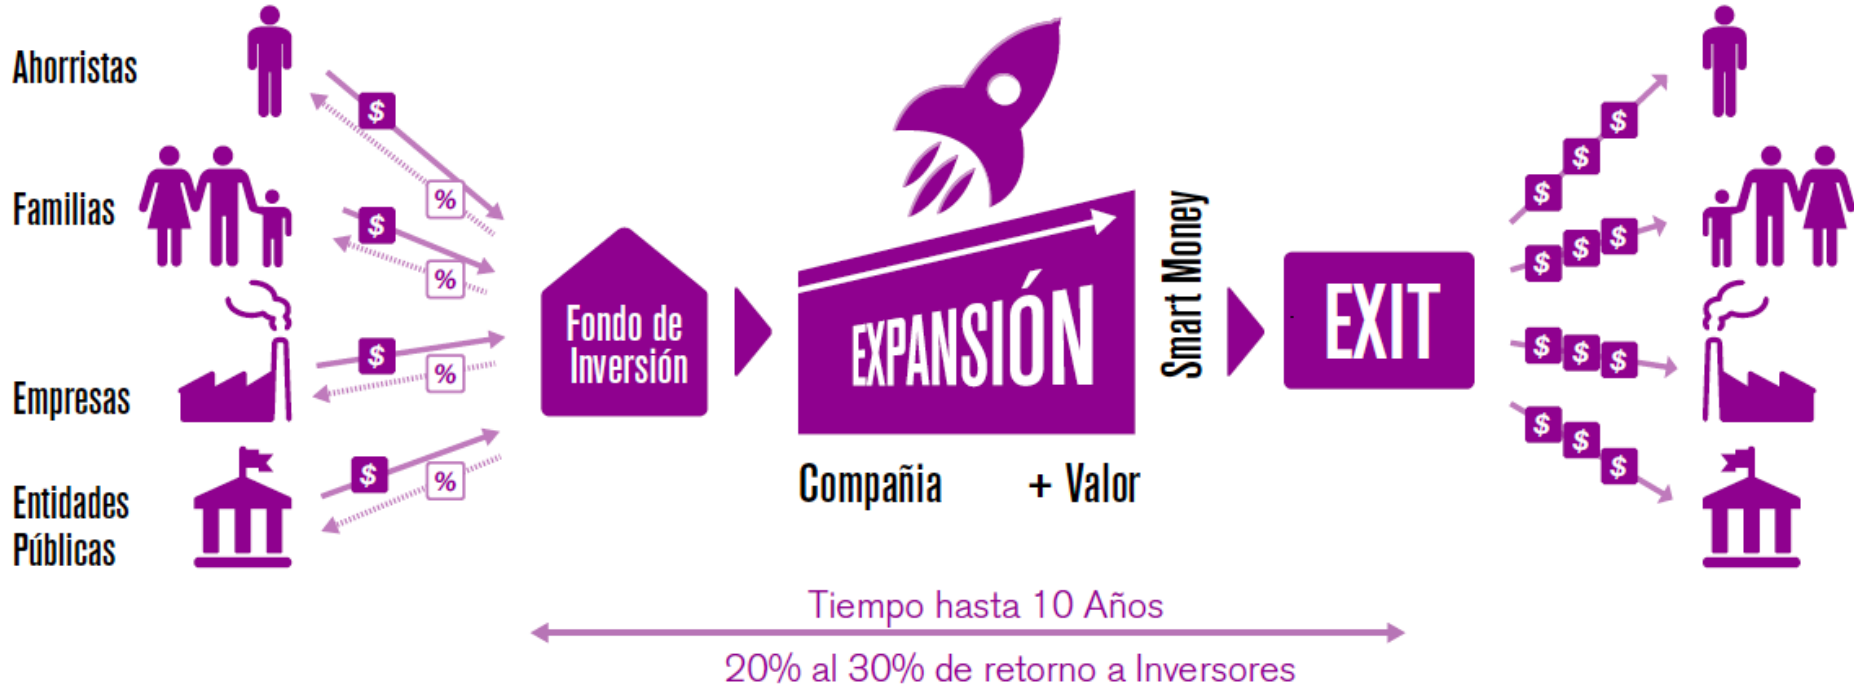 Ahorristas
$
%
Familias
$
%
Empresas
$
%
Entidades
Públicas
$
%
Fondo de
Inversión
EXPANSIÓN
Compañia + Valor
Smart Money
EXIT
$ $ $
$ $ $
$ $ $
$ $ $
Tiempo hasta 10 Años
20% al 30% de retorno a Inversores